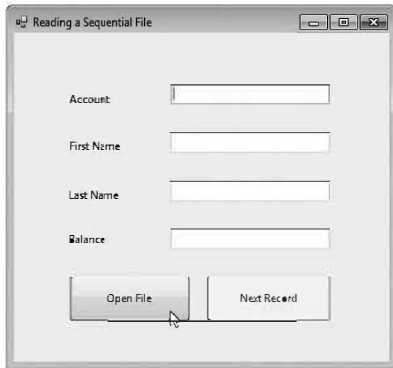 Reading a Sequential File
Account
First Name
Last Name
Balance
Open File
Next Record